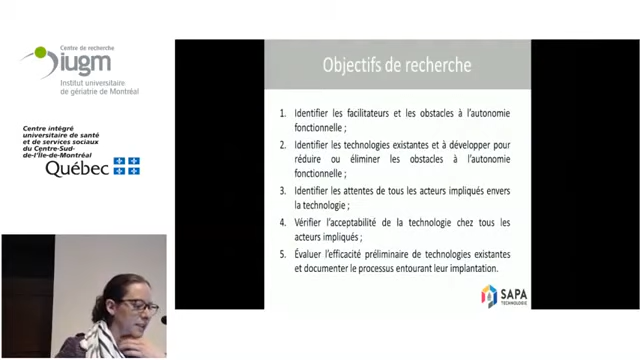 Centre de recherche
iugm
Institut universitaire
de gériatrie de Montréal
Centre intégré
universitaire de santé
et de services sociaux
du Centre-Sud-
de-l'Île-de-Montréal
Québec
Objectifs de recherche
1. Identifier les facilitateurs et les obstacles à l'autonomie
fonctionnelle ;
2. Identifier les technologies existantes et à développer pour
réduire ou éliminer les obstacles à l'autonomie
fonctionnelle ;
3. Identifier les attentes de tous les acteurs impliqués envers
la technologie ;
4. Vérifier l'acceptabilité de la technologie chez tous les
acteurs impliqués ;
5. Évaluer l'efficacité préliminaire de technologies existantes
et documenter le processus entourant leur implantation.
SAPA
TECHNOLOGIE